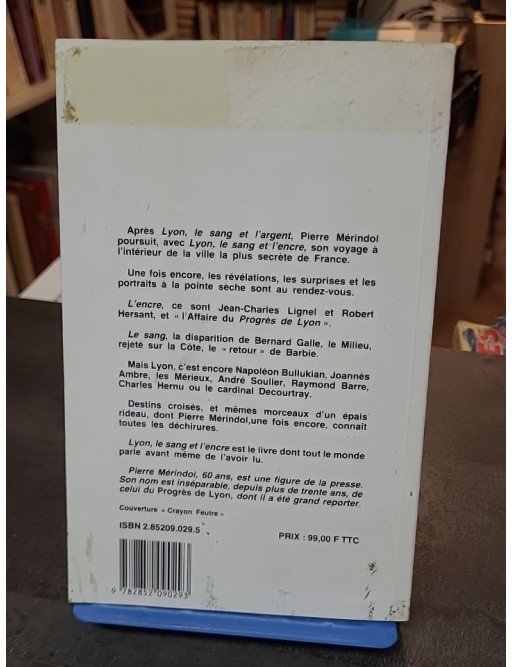 Après Lyon, le sang et l'argent, Pierre Mérindol
poursuit, avec Lyon, le sang et l'encre, son voyage à
l'intérieur de la ville la plus secrète de France.
Une fois encore, les révélations, les surprises et les
portraits à la pointe sèche sont au rendez-vous.
L'encre, ce sont Jean-Charles Lignel et Robert
Hersant, et « l'Affaire du Progrès de Lyon ».
Le sang, la disparition de Bernard Galle, le Milieu,
rejeté sur la Côte, le « retour » de Barbie.
Mais Lyon, c'est encore Napoléon Bullukian, Joannès
Ambre, les Mérieux, André Soulier, Raymond Barre,
Charles Hernu ou le cardinal Decourtray.
Destins croisés, et mêmes morceaux d'un épais
rideau, dont Pierre Mérindol,une fois encore, connait
toutes les déchirures.
Lyon, le sang et l'encre est le livre dont tout le monde
parle avant même de l'avoir lu.
Pierre Mérindol, 60 ans, est une figure de la presse.
Son nom est inséparable, depuis plus de trente ans, de
celui du Progrès de Lyon, dont il a été grand reporter.
Couverture « Crayon Feutre »
ISBN 2.85209.029.5
PRIX : 99,00 F TTC
9 782852 090293